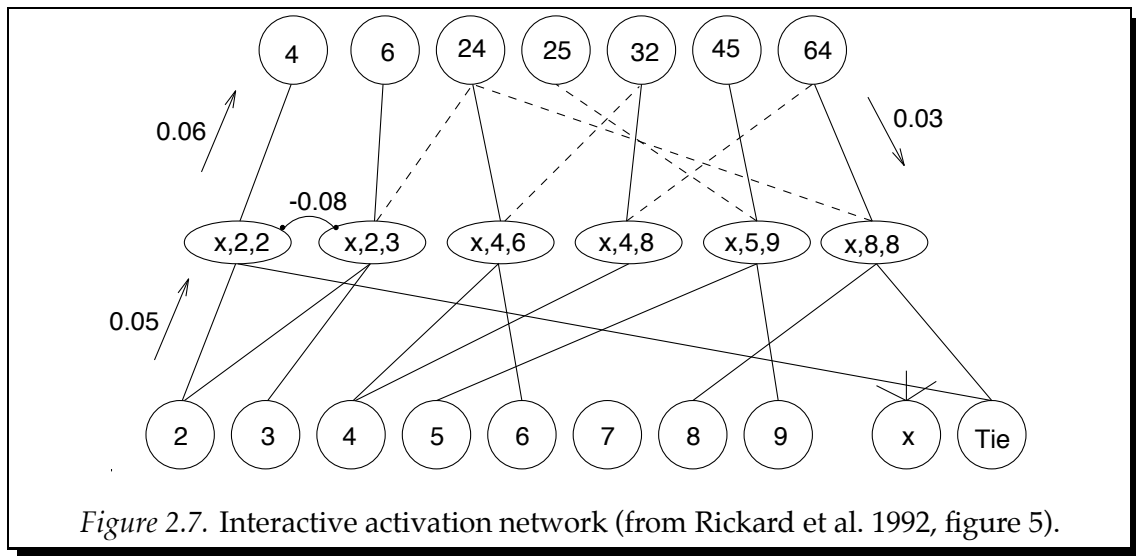 4 6 24 25 32 45 64
0.06
0.03
-0.08
x,2,2 x,2,3 x,4,6 x,4,8 x,5,9 x,8,8
0.05
2 3 4 5 6 7 8 9 x Tie
Figure 2.7. Interactive activation network (from Rickard et al. 1992, figure 5).